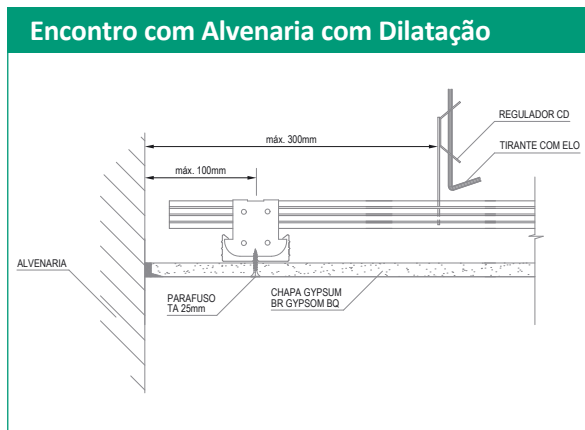 Encontro com Alvenaria com Dilatação
REGULADOR CD
máx. 300mm
TIRANTE COM ELO
máx. 100mm
ALVENARIA
PARAFUSO
TA 25mm
CHAPA GYPSUM
BR GYPSOM BQ